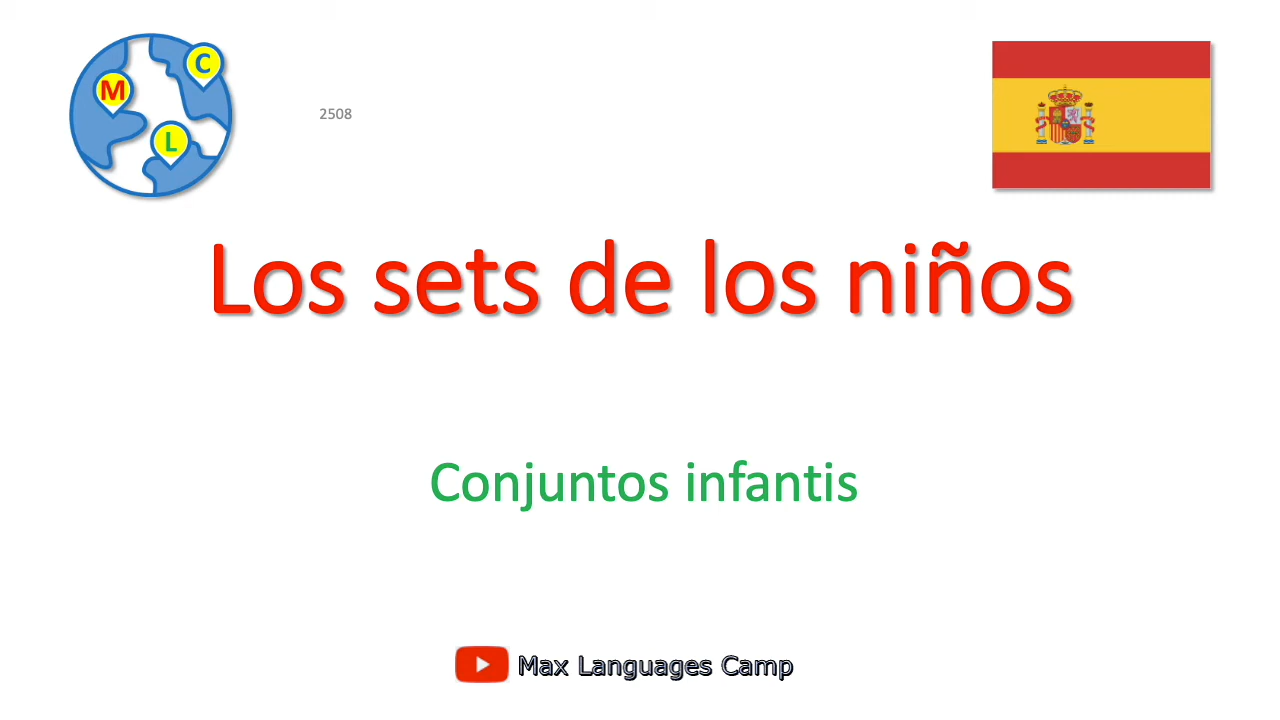 M
C
L
2508
Los sets de los niños
Conjuntos infantis
Max Languages Camp